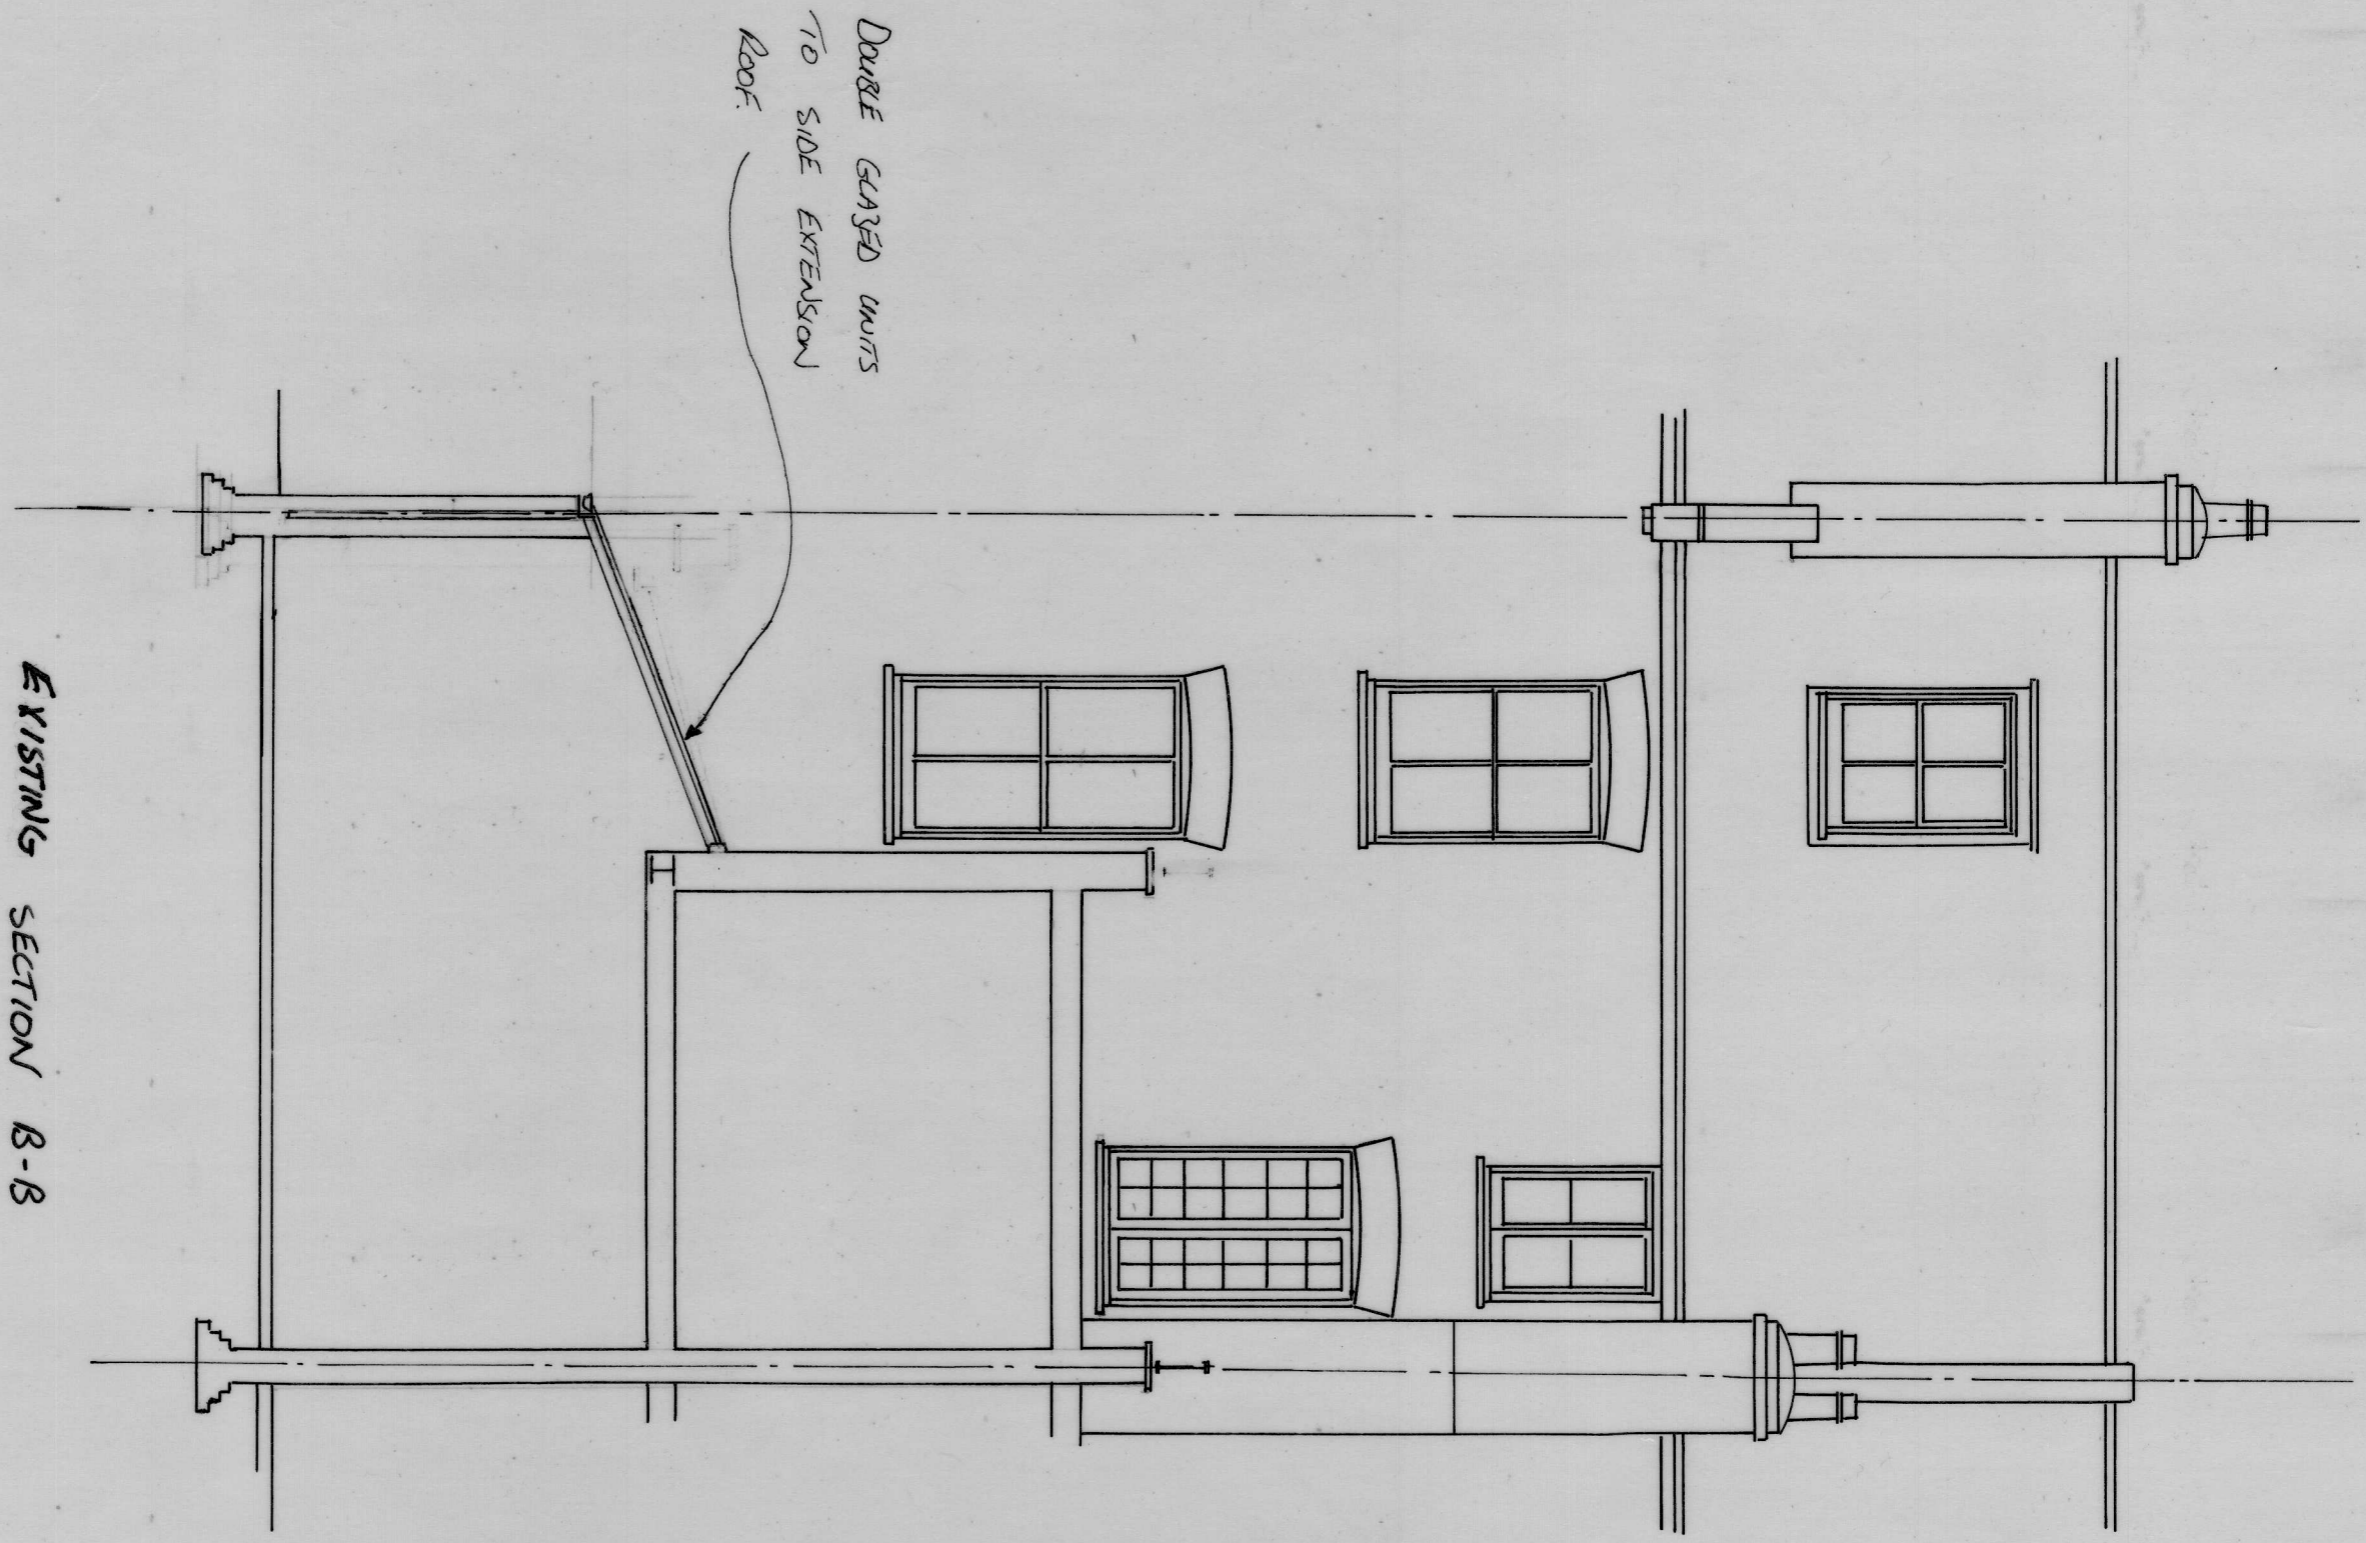 DOUBLE GLAZED UNITS
TO SIDE EXTENSION
ROOF.
EXISTING SECTION B-B